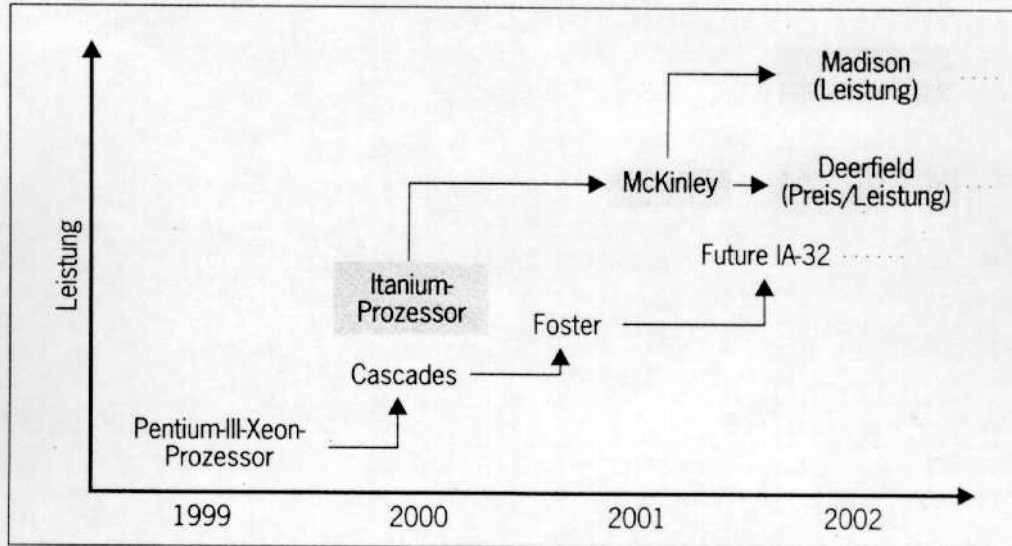 Madison
(Leistung)
McKinley
Deerfield
(Preis/Leistung)
Leistung
Future IA-32
Itanium-
Prozessor
Foster
Cascades
Pentium-III-Xeon-
Prozessor
1999
2000
2001
2002